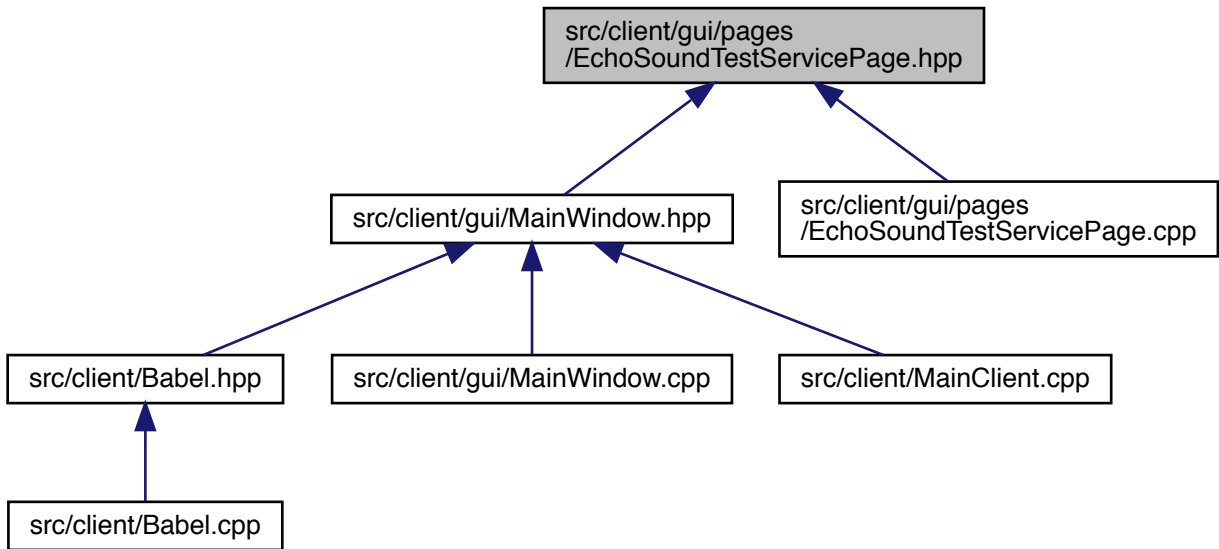 src/client/gui/pages
/EchoSoundTestServicePage.hpp
src/client/gui/MainWindow.hpp
src/client/gui/pages
/EchoSoundTestServicePage.cpp
src/client/Babel.hpp
src/client/gui/MainWindow.cpp
src/client/MainClient.cpp
src/client/Babel.cpp